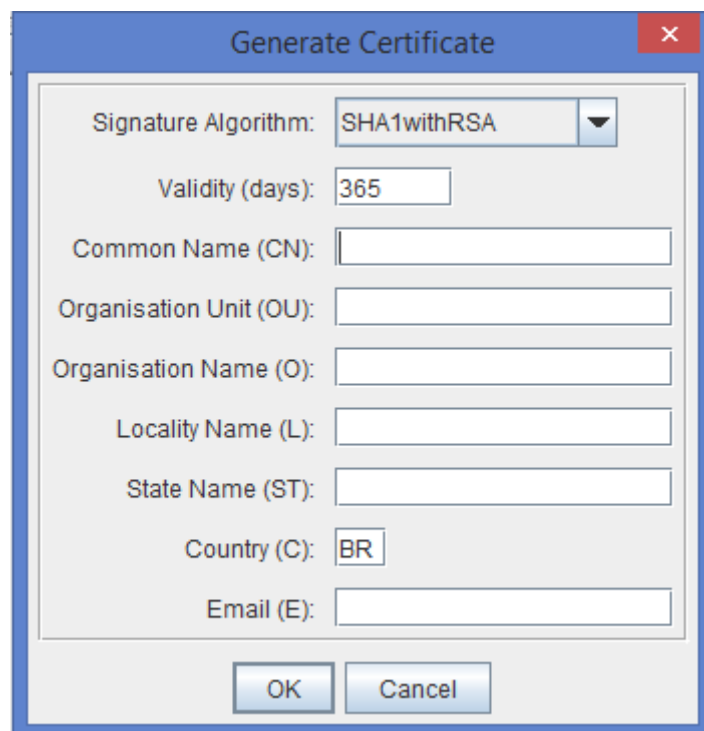 Generate Certificate
Signature Algorithm: SHA1withRSA
Validity (days): 365
Common Name (CN):
Organisation Unit (OU):
Organisation Name (O):
Locality Name (L):
State Name (ST):
Country (C): BR
Email (E):
OK Cancel